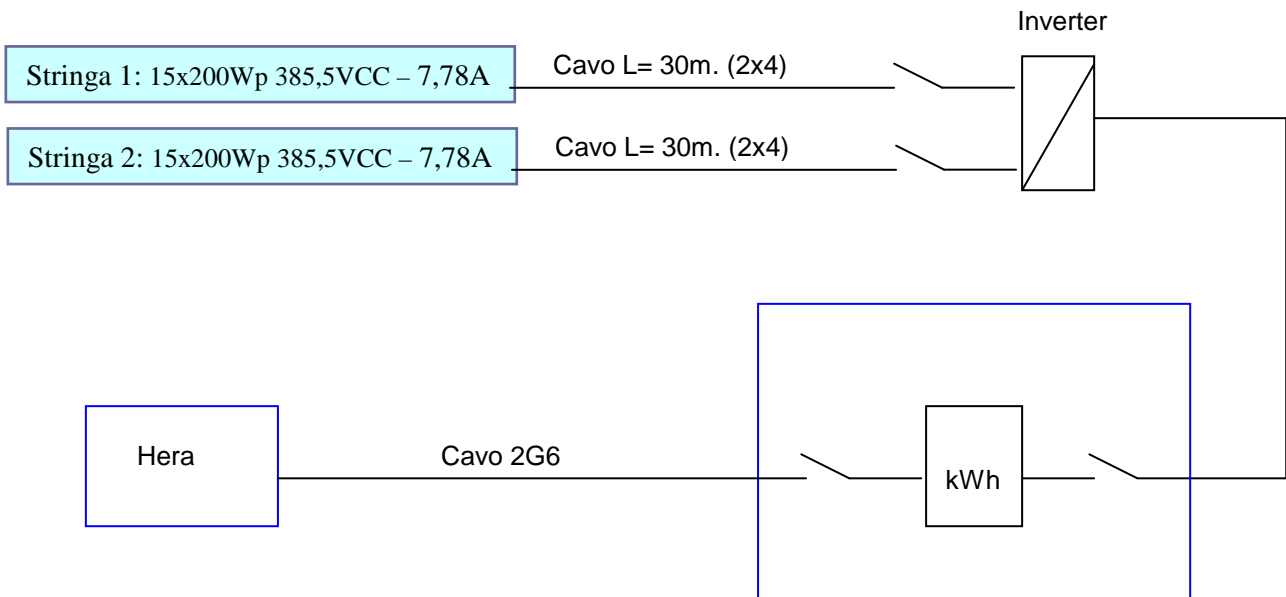 Inverter
Stringa 1: 15x200Wp 385,5VCC – 7,78A
Cavo L= 30m. (2x4)
Stringa 2: 15x200Wp 385,5VCC – 7,78A
Cavo L= 30m. (2x4)
Hera
Cavo 2G6
kWh